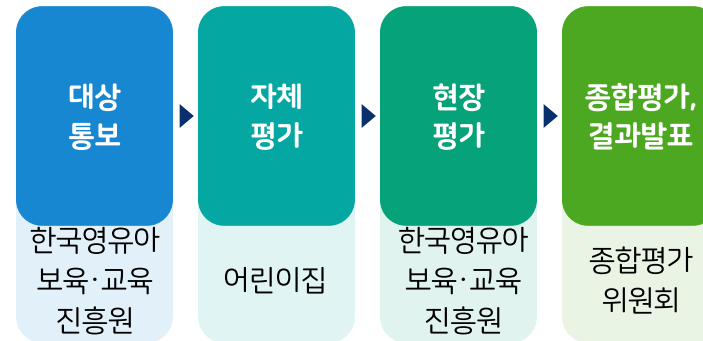 대상
통보
자체
평가
현장
평가
종합평가,
결과발표
한국영유아
보육·교육
진흥원
어린이집
한국영유아
보육·교육
진흥원
종합평가
위원회